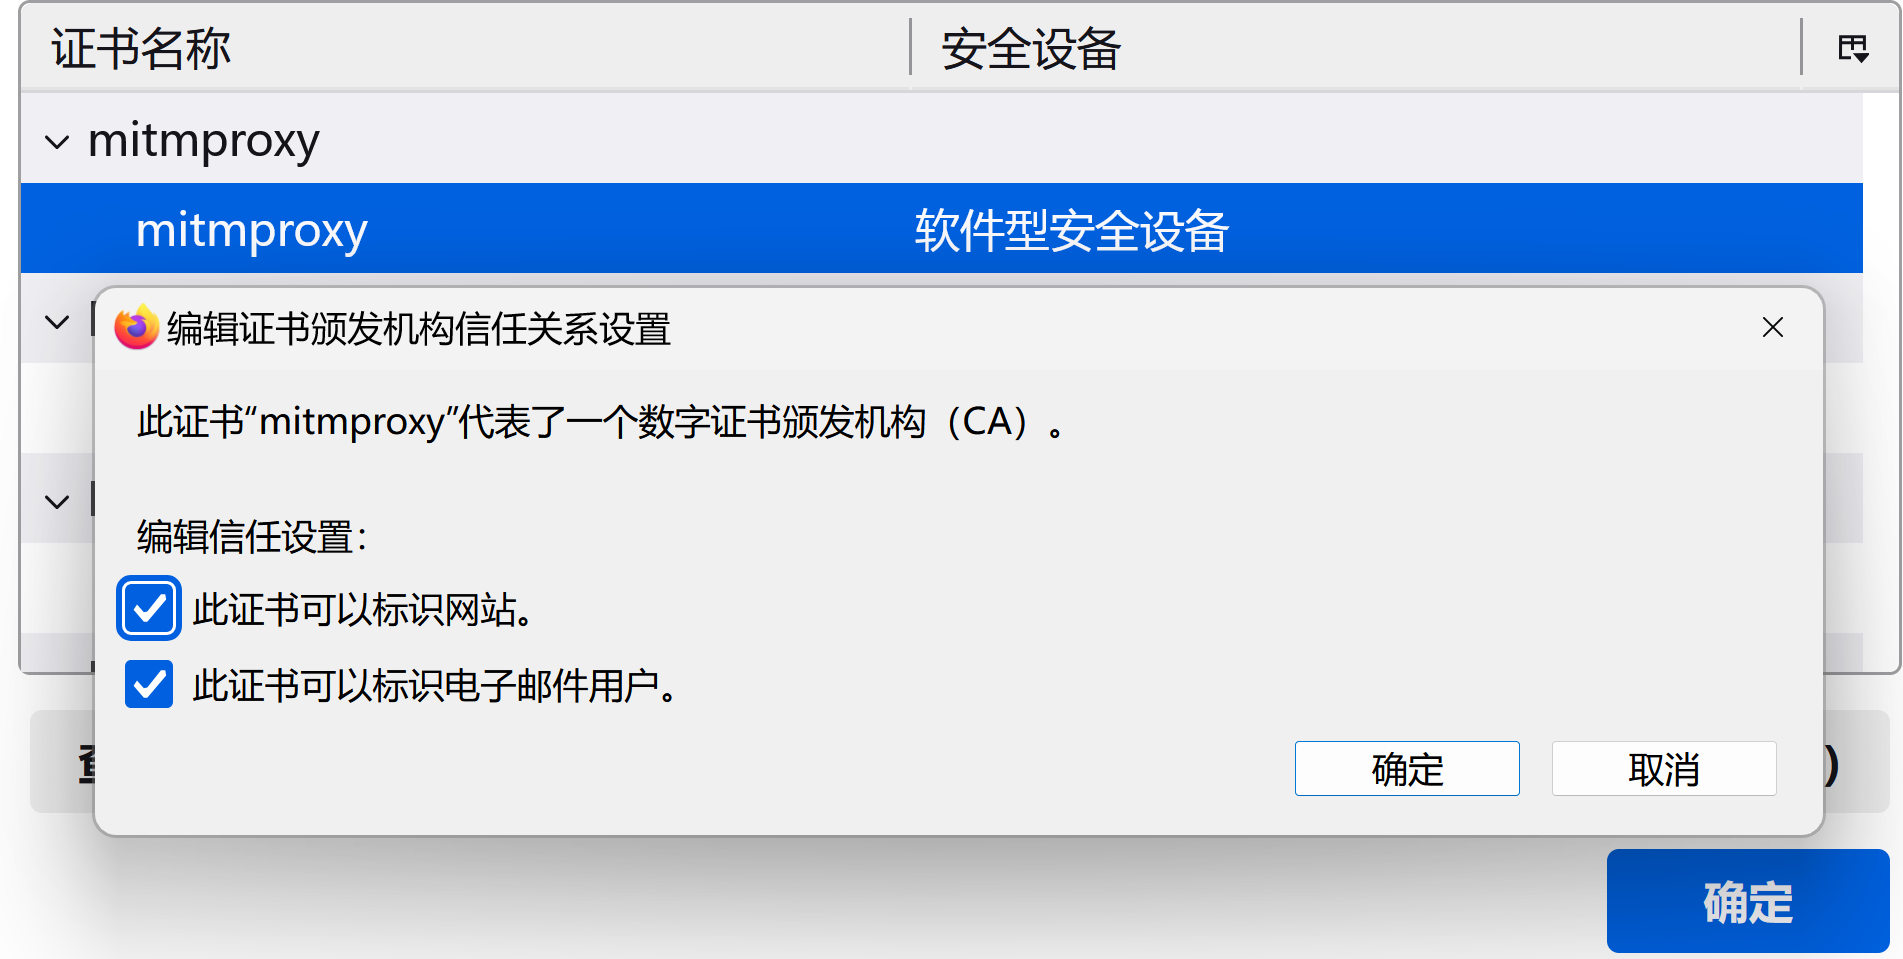 证书名称
安全设备
mitmproxy
mitmproxy
软件型安全设备
编辑证书颁发机构信任关系设置
此证书“mitmproxy”代表了一个数字证书颁发机构（CA）。
编辑信任设置：
此证书可以标识网站。
此证书可以标识电子邮件用户。
确定
取消
)
确定